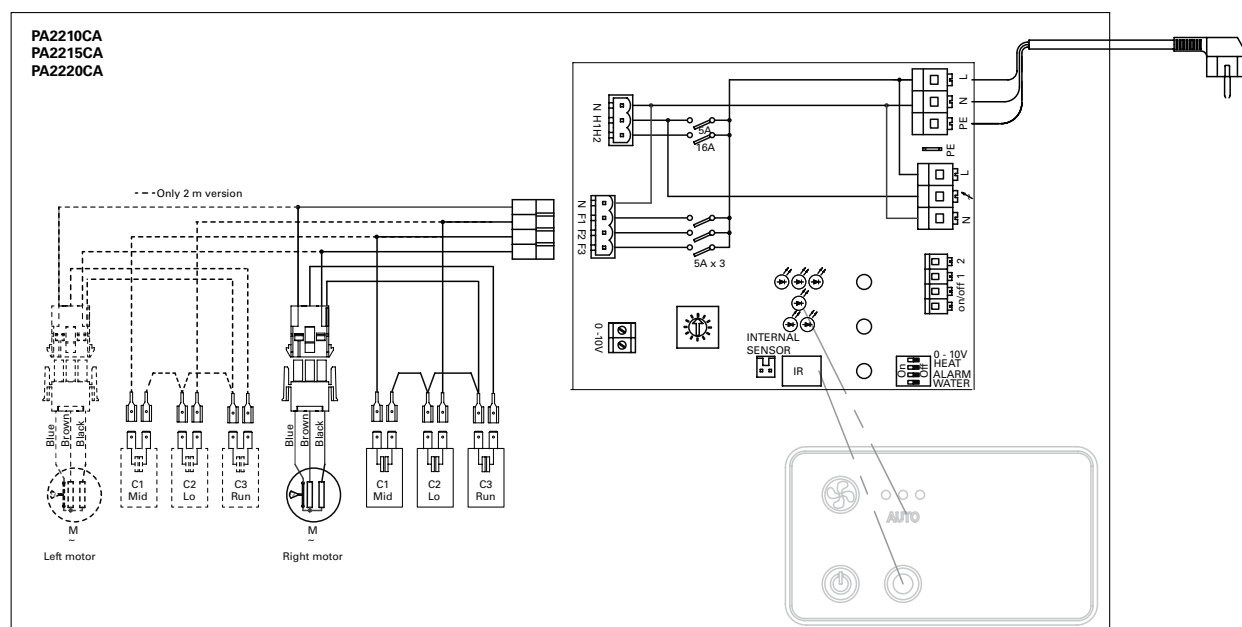 PA2210CA
PA2215CA
PA2220CA
Only 2 m version
N H1H2
5A
16A
L
N
PE
PE
L
N
N F1 F2 F3
5A x 3
0 -10V
INTERNAL
SENSOR
IR
on/off 1 2
On
Off
0 - 10V
HEAT
ALARM
WATER
Blue
Brown
Black
C1
Mid
C2
Lo
C3
Run
M
~
Left motor
Blue
Brown
Black
C1
Mid
C2
Lo
C3
Run
M
~
Right motor
AUTO